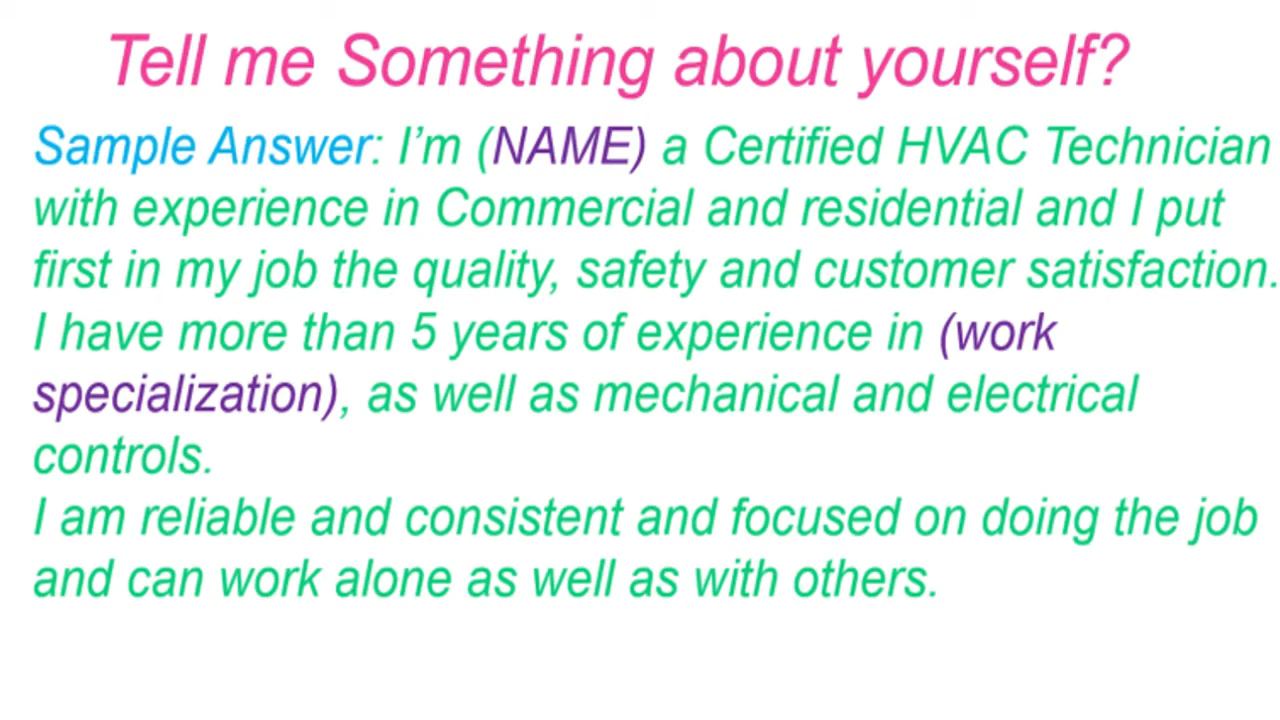 Tell me Something about yourself?
Sample Answer: I’m (NAME) a Certified HVAC Technician
with experience in Commercial and residential and I put
first in my job the quality, safety and customer satisfaction.
I have more than 5 years of experience in (work
specialization), as well as mechanical and electrical
controls.
I am reliable and consistent and focused on doing the job
and can work alone as well as with others.